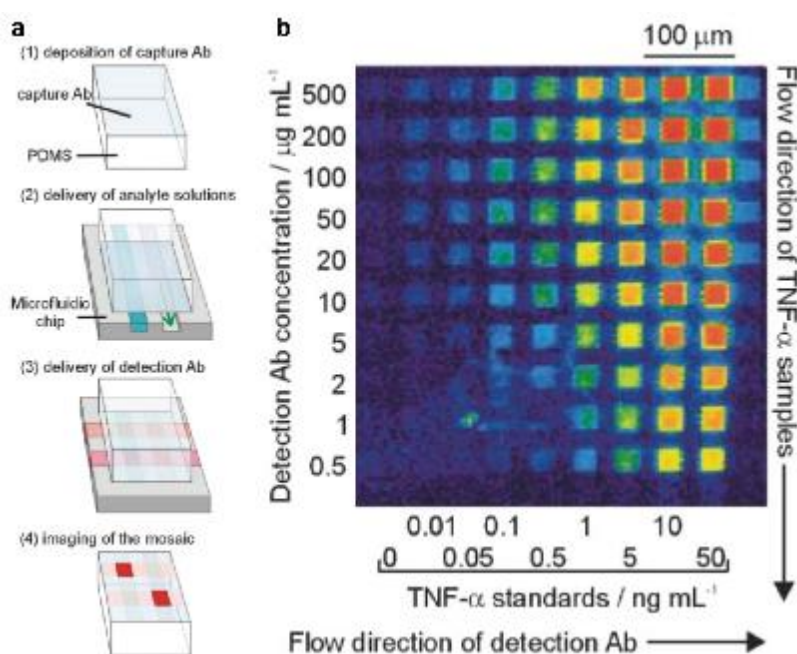 a
(1) deposition of capture Ab
capture Ab
PDMS
(2) delivery of analyte solutions
Microfluidic
chip
(3) delivery of detection Ab
(4) imaging of the mosaic
b
100 µm
Detection Ab concentration / µg mL⁻¹
500
200
100
50
20
10
5
2
1
0.5
Flow direction of TNF-α samples
0.01 0.1 1 10
0 0.05 0.5 5 50
TNF-α standards / ng mL⁻¹
Flow direction of detection Ab